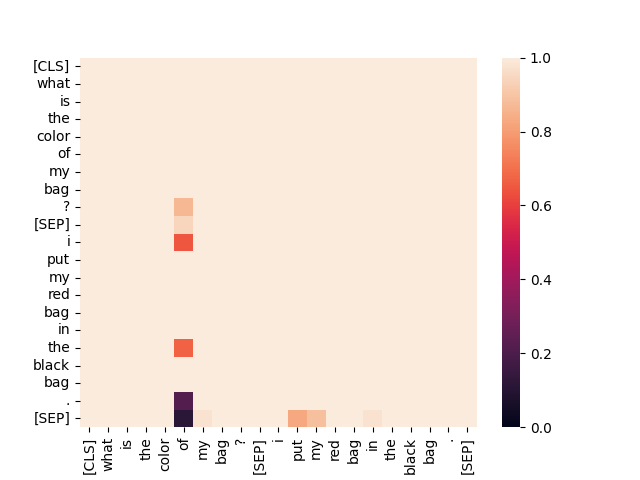 [CLS]
what
is
the
color
of
my
bag
?
[SEP]
i
put
my
red
bag
in
the
black
bag
.
[SEP]
[CLS]
what
is
the
color
of
my
bag
?
[SEP]
i
put
my
red
bag
in
the
black
bag
.
[SEP]
1.0
0.8
0.6
0.4
0.2
0.0